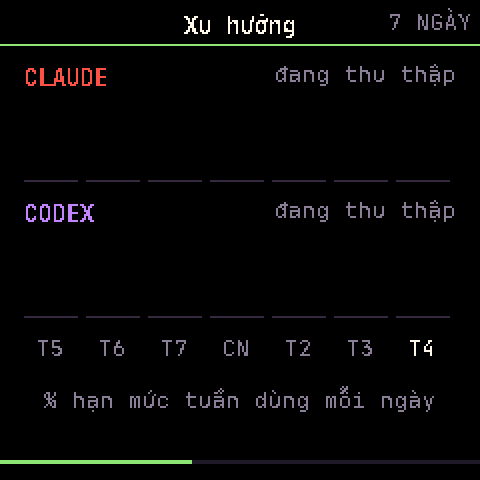 Xu hướng 7 NGÀY
CLAUDE đang thu thập
CODEX đang thu thập
T5 T6 T7 CN T2 T3 T4
% hạn mức tuần dùng mỗi ngày